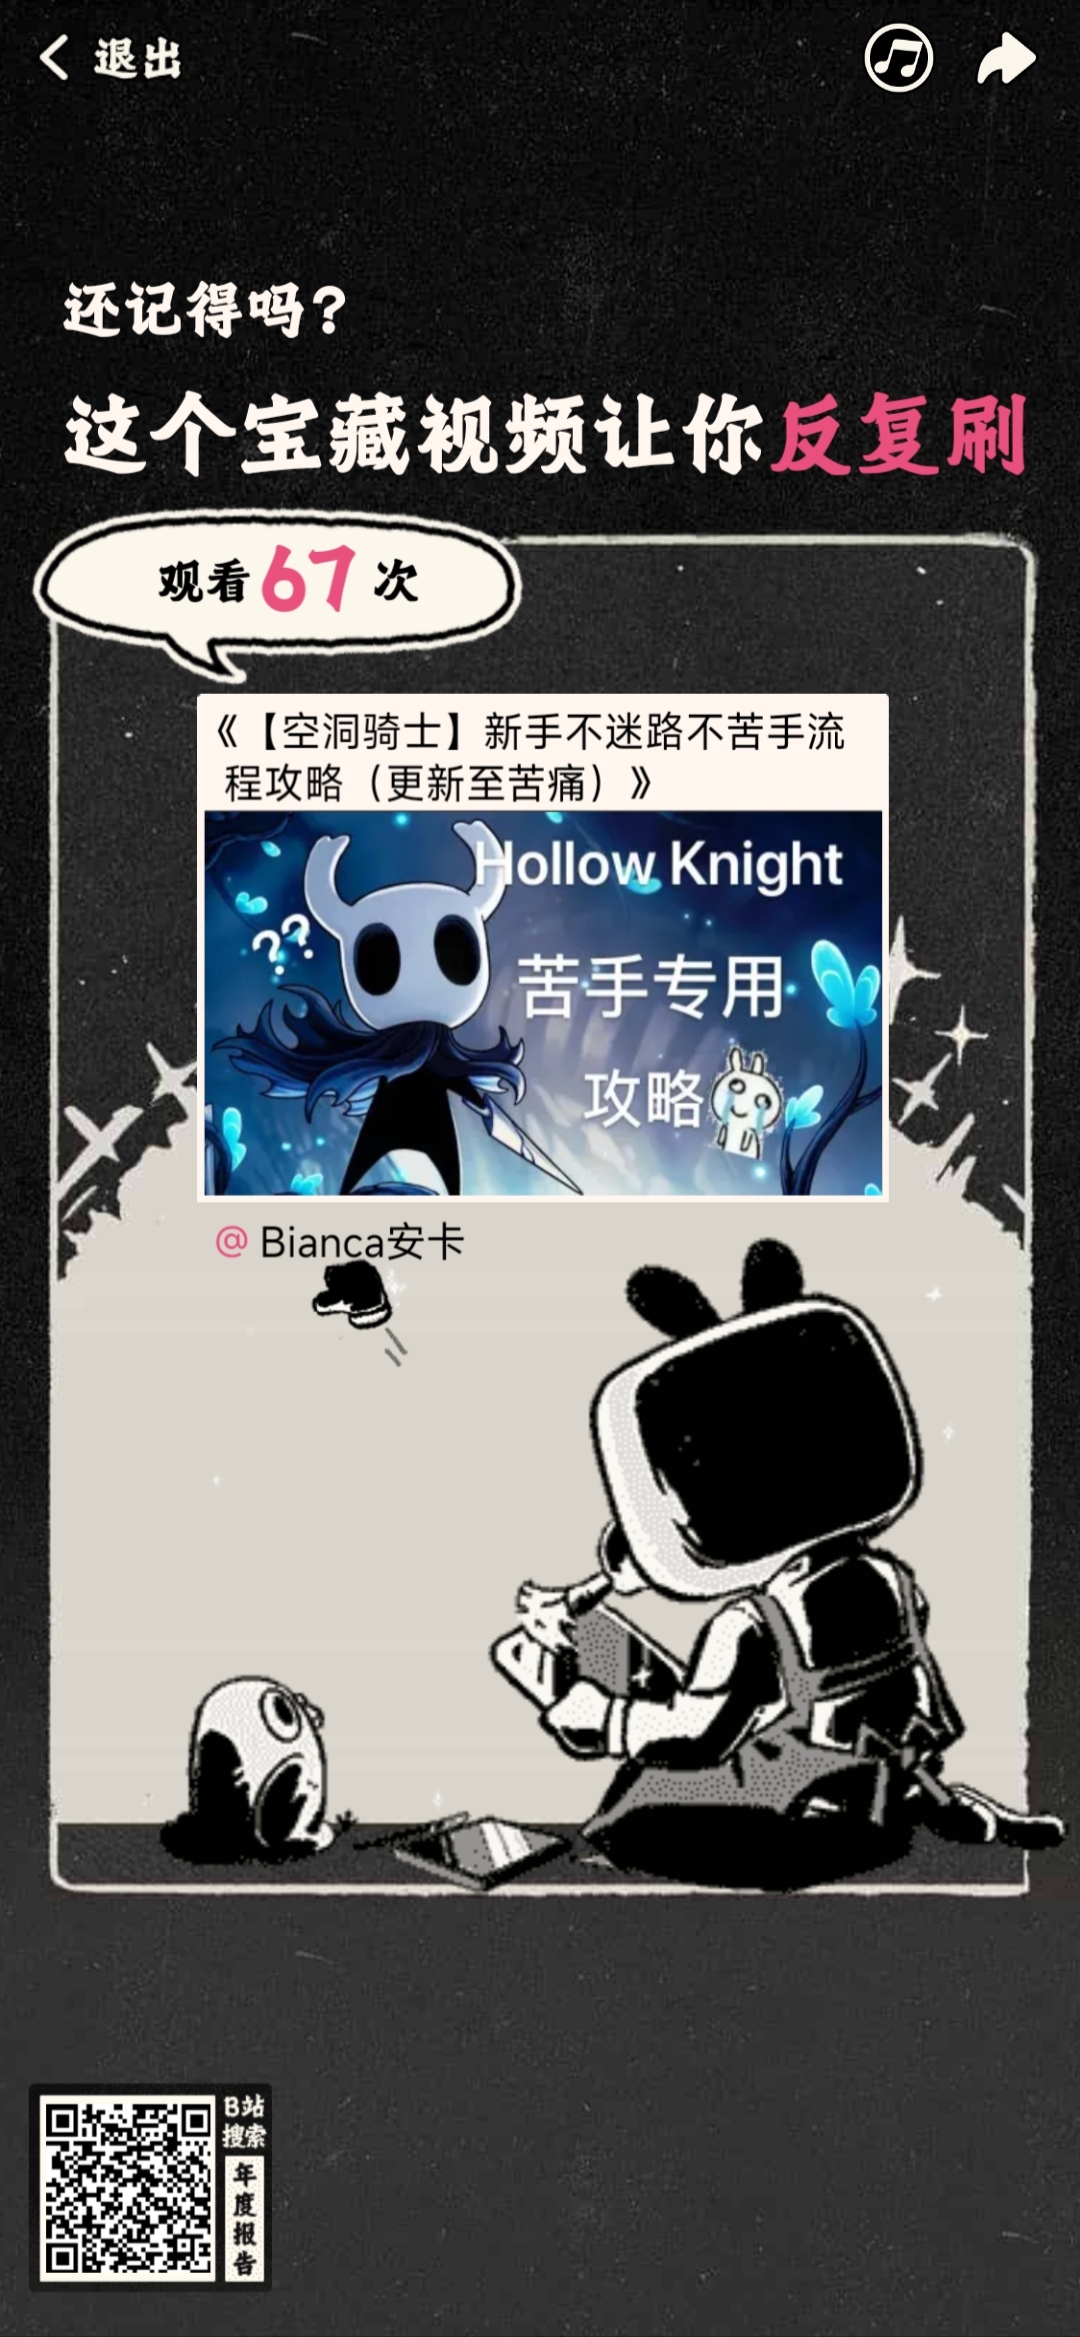 退出
还记得吗?
这个宝藏视频让你反复刷
观看67次
《【空洞骑士】新手不迷路不苦手流
程攻略（更新至苦痛）》
Hollow Knight
??
苦手专用
攻略
@ Bianca安卡
B站
搜索
年度报告